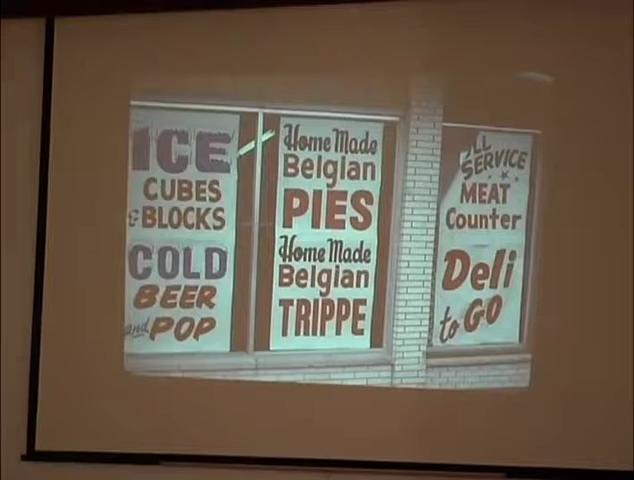 ICE
CUBES
& BLOCKS
COLD
BEER
and POP
Home Made
Belgian
PIES
Home Made
Belgian
TRIPPE
SERVICE
MEAT
Counter
Deli
to GO